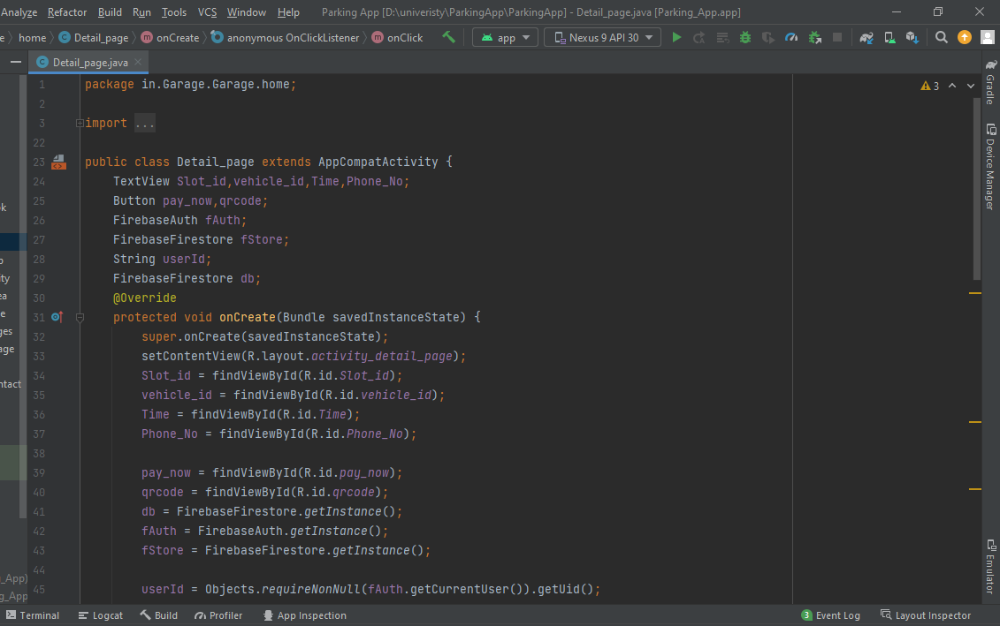 Analyze Refactor Build Run Tools VCS Window Help Parking App [D:\univeristy\ParkingApp\ParkingApp] - Detail_page.java [Parking_App.app]
e home Detail_page onCreate anonymous OnClickListener onClick app Nexus 9 API 30
Detail_page.java
1 package in.Garage.Garage.home;
2
3 import ...
22
23 public class Detail_page extends AppCompatActivity {
24 TextView Slot_id,vehicle_id,Time,Phone_No;
25 Button pay_now,qrcode;
26 FirebaseAuth fAuth;
27 FirebaseFirestore fStore;
28 String userId;
29 FirebaseFirestore db;
30 @Override
31 protected void onCreate(Bundle savedInstanceState) {
32 super.onCreate(savedInstanceState);
33 setContentView(R.layout.activity_detail_page);
34 Slot_id = findViewById(R.id.Slot_id);
35 vehicle_id = findViewById(R.id.vehicle_id);
36 Time = findViewById(R.id.Time);
37 Phone_No = findViewById(R.id.Phone_No);
38
39 pay_now = findViewById(R.id.pay_now);
40 qrcode = findViewById(R.id.qrcode);
41 db = FirebaseFirestore.getInstance();
42 fAuth = FirebaseAuth.getInstance();
43 fStore = FirebaseFirestore.getInstance();
44
45 userId = Objects.requireNonNull(fAuth.getCurrentUser()).getUid();
3
Gradle
Device Manager
Emulator
Terminal Logcat Build Profiler App Inspection 3 Event Log Layout Inspector